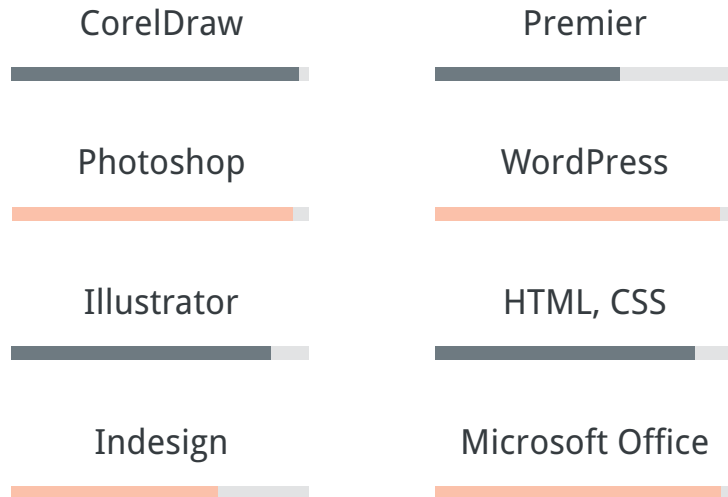 CorelDraw
Premier
Photoshop
WordPress
Illustrator
HTML, CSS
Indesign
Microsoft Office